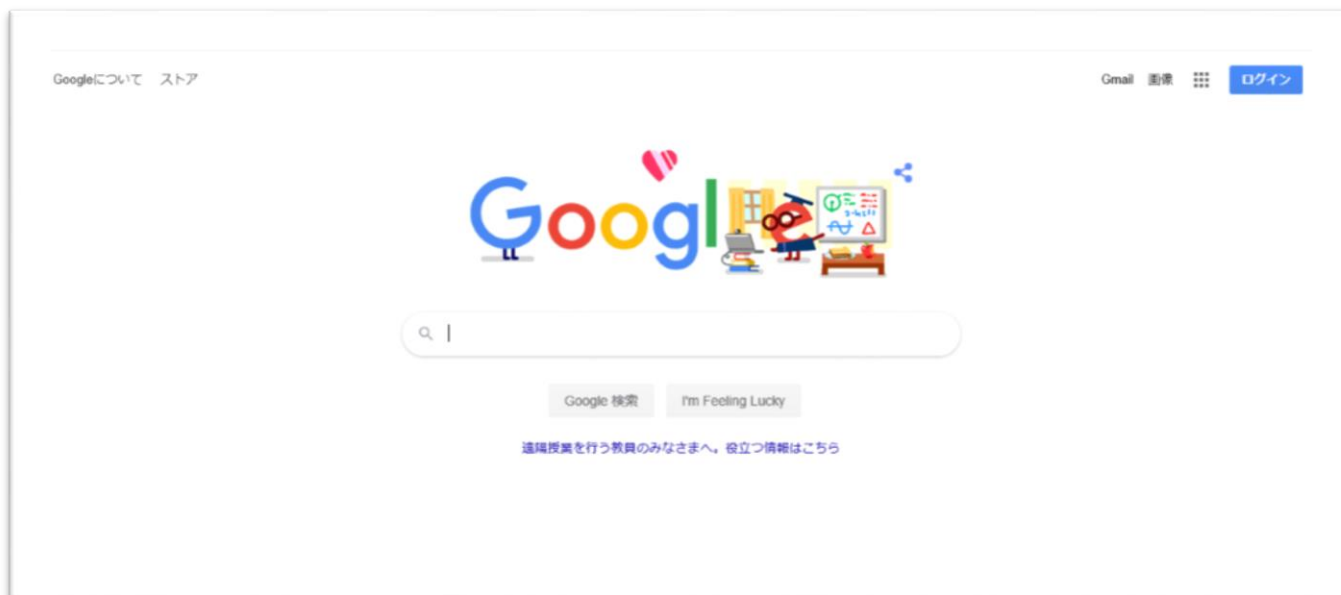 Googleについて ストア
Gmail 画像 ログイン
Google
Google 検索 I'm Feeling Lucky
遠隔授業を行う教員のみなさまへ。役立つ情報はこちら